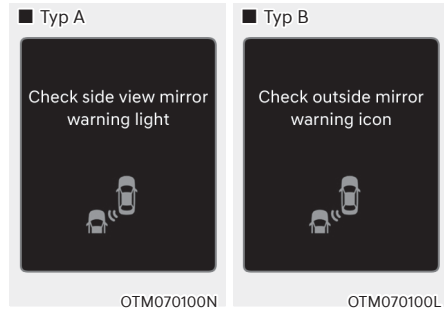 ■ Typ A
Check side view mirror
warning light
OTM070100N
■ Typ B
Check outside mirror
warning icon
OTM070100L